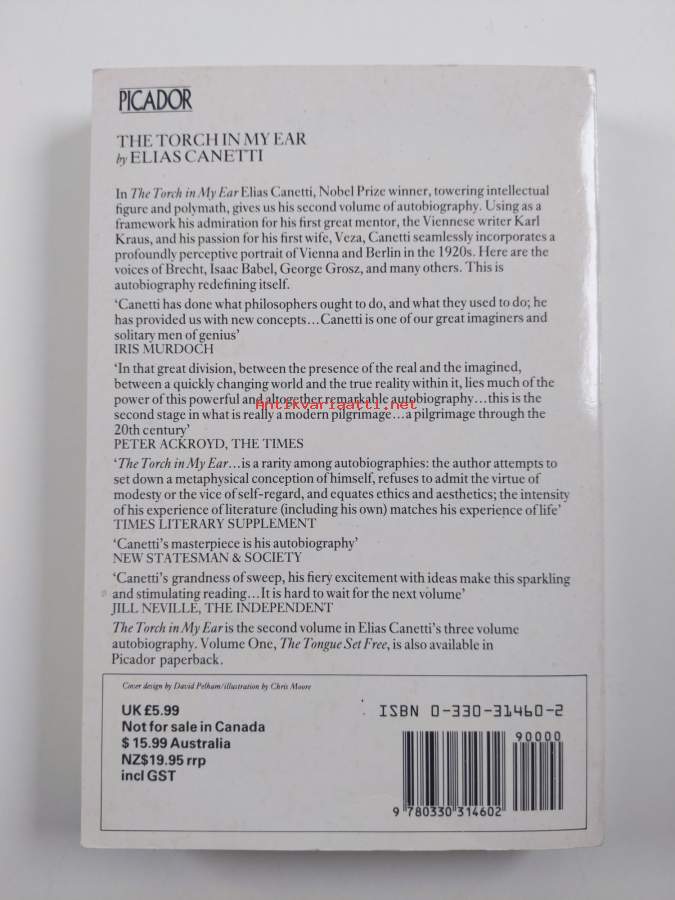 PICADOR
THE TORCH IN MY EAR
by ELIAS CANETTI
In The Torch in My Ear Elias Canetti, Nobel Prize winner, towering intellectual
figure and polymath, gives us his second volume of autobiography. Using as a
framework his admiration for his first great mentor, the Viennese writer Karl
Kraus, and his passion for his first wife, Veza, Canetti seamlessly incorporates a
profoundly perceptive portrait of Vienna and Berlin in the 1920s. Here are the
voices of Brecht, Isaac Babel, George Grosz, and many others. This is
autobiography redefining itself.
‘Canetti has done what philosophers ought to do, and what they used to do; he
has provided us with new concepts…Canetti is one of our great imaginers and
solitary men of genius’
IRIS MURDOCH
‘In that great division, between the presence of the real and the imagined,
between a quickly changing world and the true reality within it, lies much of the
power of this powerful and altogether remarkable autobiography…this is the
Antikvariaatti.net
second stage in what is really a modern pilgrimage…a pilgrimage through the
20th century’
PETER ACKROYD, THE TIMES
‘The Torch in My Ear…is a rarity among autobiographies: the author attempts to
set down a metaphysical conception of himself, refuses to admit the virtue of
modesty or the vice of self-regard, and equates ethics and aesthetics; the intensity
of his experience of literature (including his own) matches his experience of life’
TIMES LITERARY SUPPLEMENT
‘Canetti’s masterpiece is his autobiography’
NEW STATESMAN & SOCIETY
‘Canetti’s grandness of sweep, his fiery excitement with ideas make this sparkling
and stimulating reading…It is hard to wait for the next volume’
JILL NEVILLE, THE INDEPENDENT
The Torch in My Ear is the second volume in Elias Canetti’s three volume
autobiography. Volume One, The Tongue Set Free, is also available in
Picador paperback.
Cover design by David Pelham/illustration by Chris Moore
UK £5.99
Not for sale in Canada
$ 15.99 Australia
NZ$19.95 rrp
incl GST
ISBN 0-330-31460-2
90000
9 780330 314602